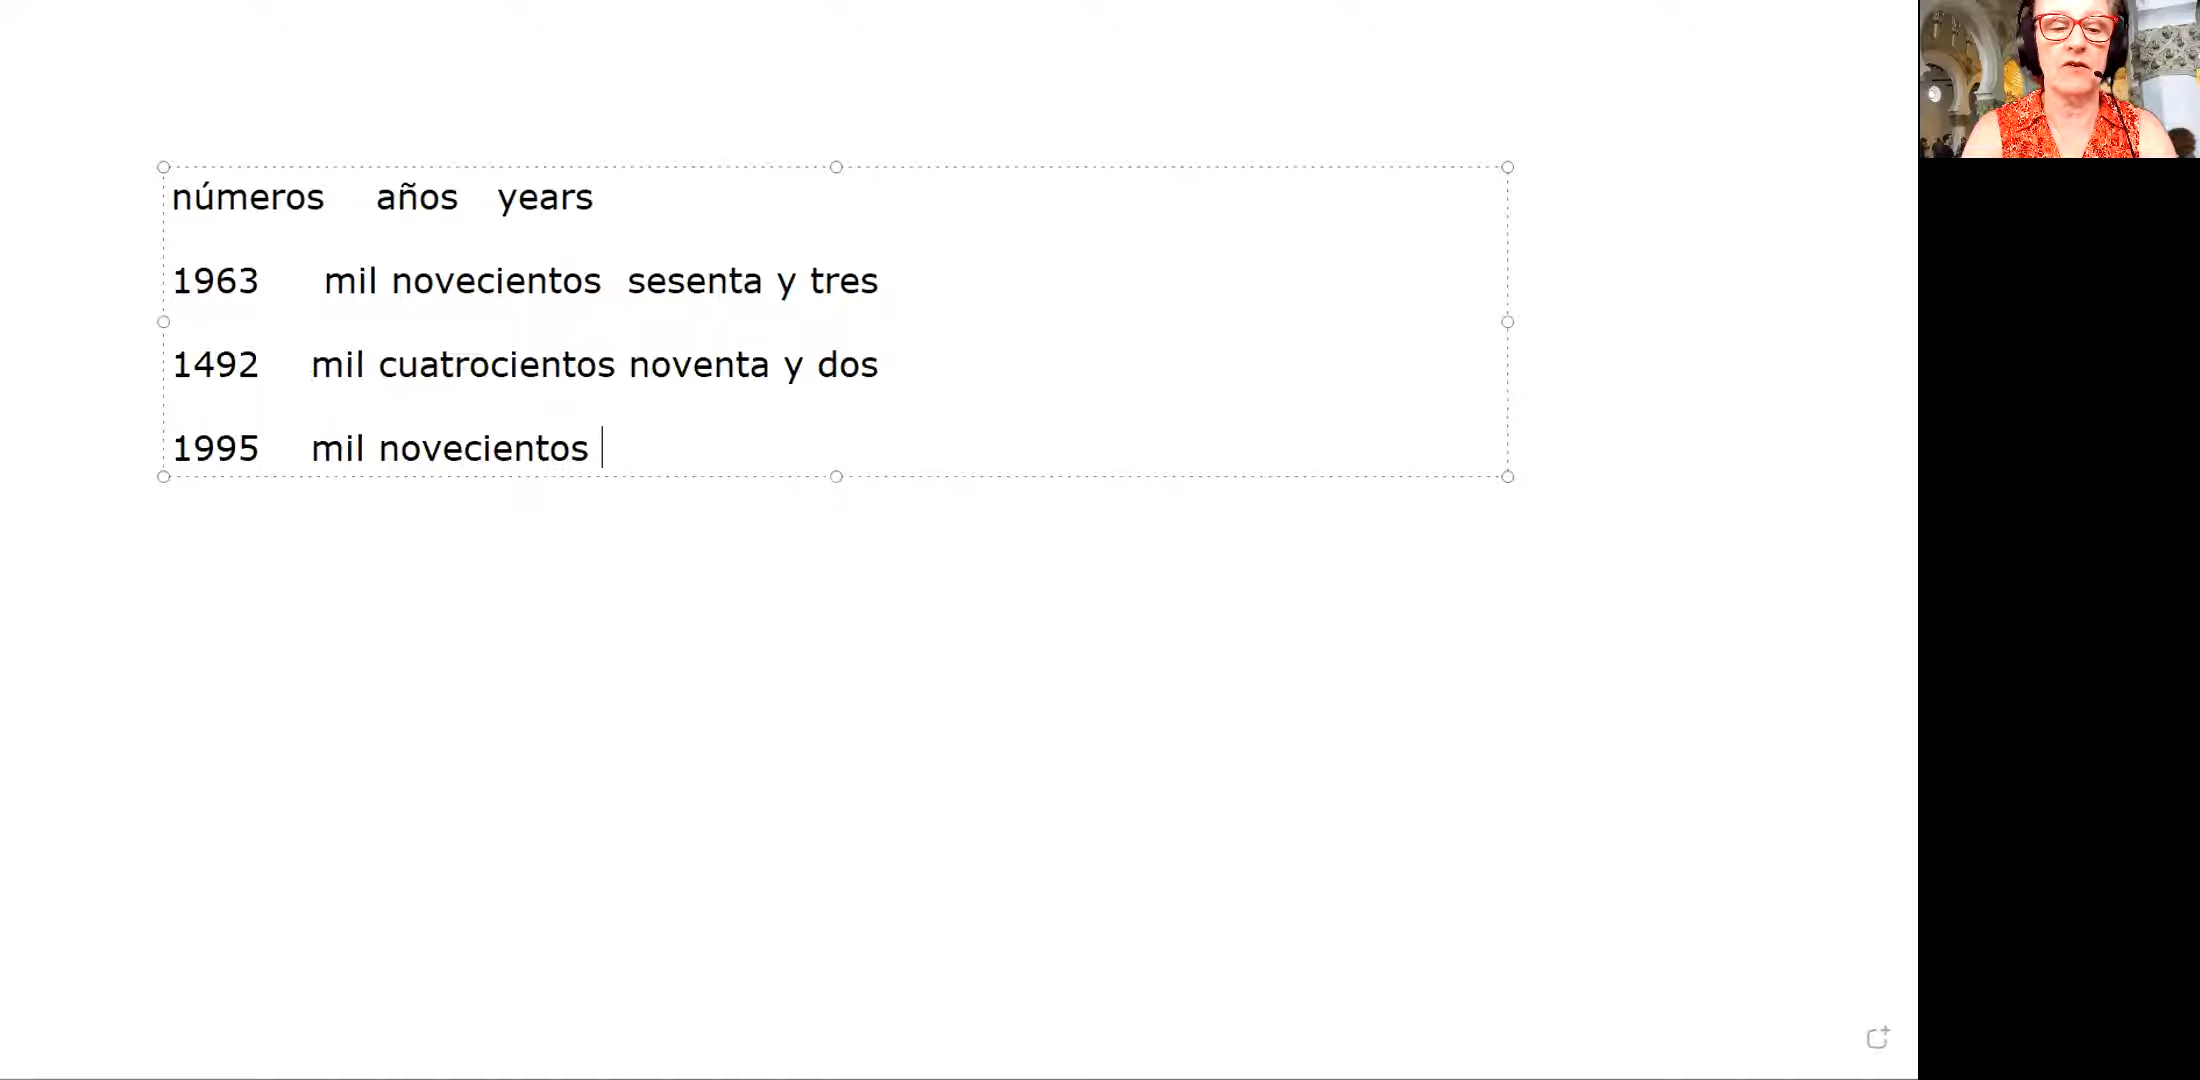 números años years
1963 mil novecientos sesenta y tres
1492 mil cuatrocientos noventa y dos
1995 mil novecientos